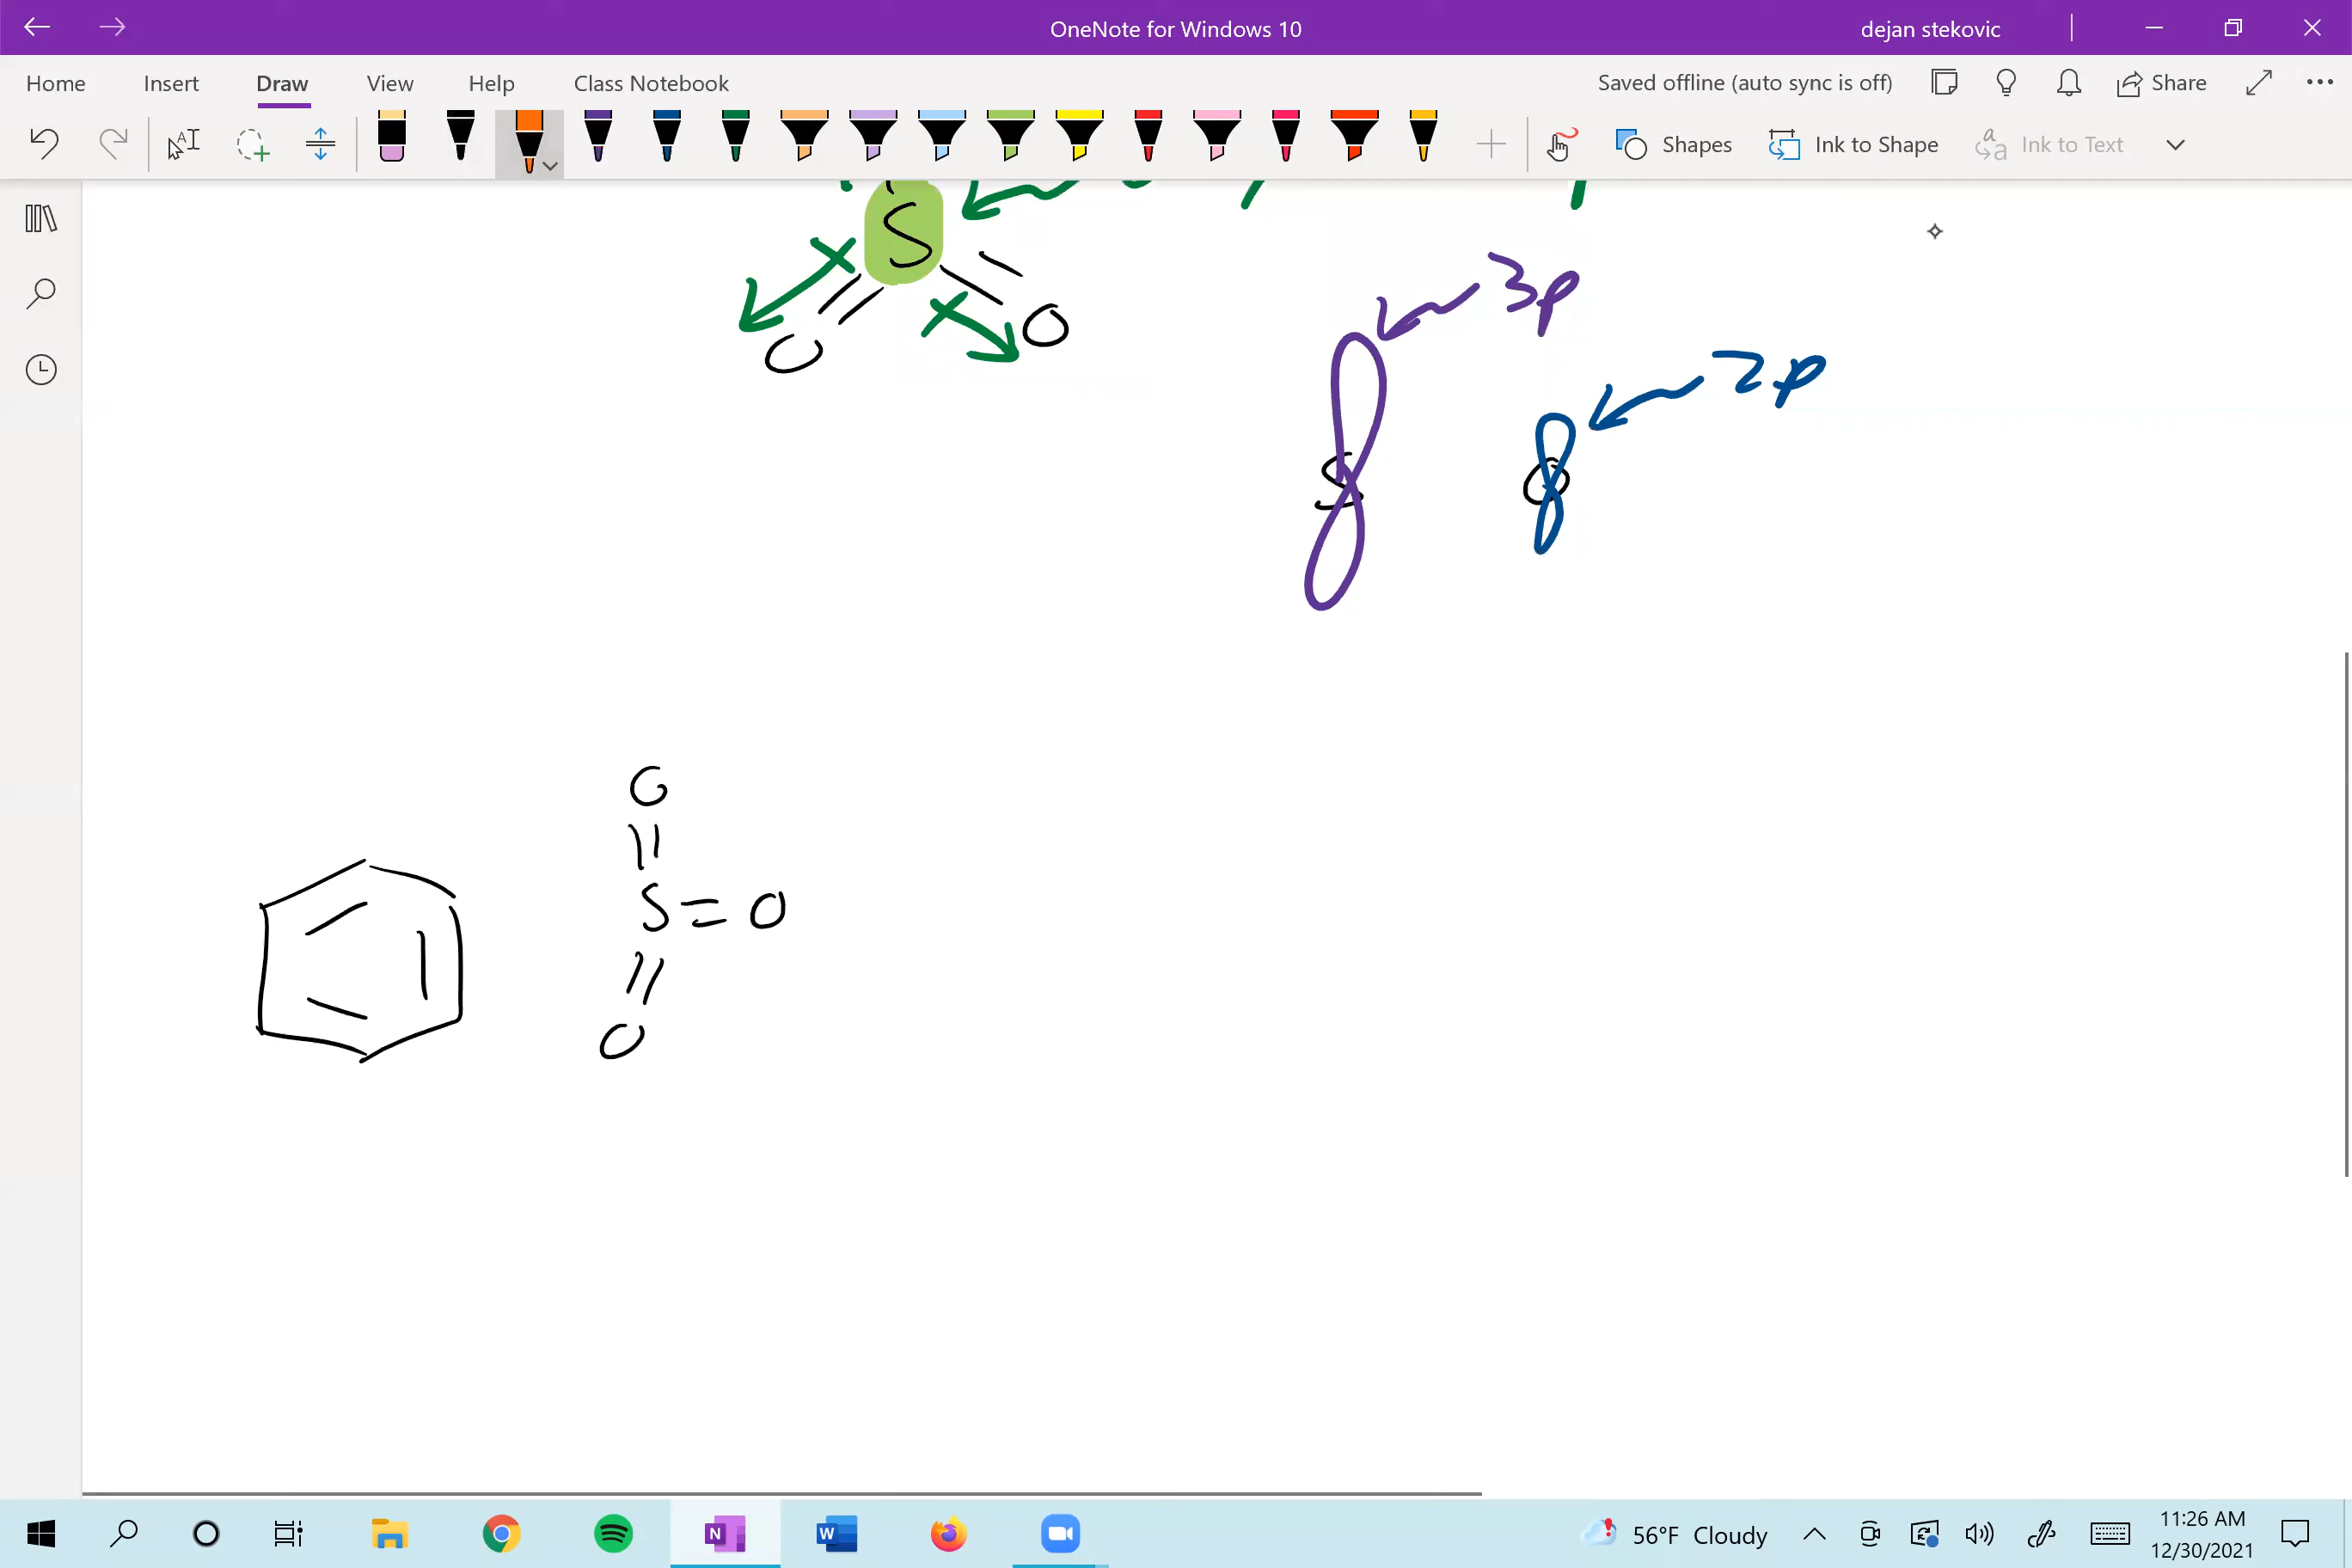 OneNote for Windows 10
dejan stekovic
Home Insert Draw View Help Class Notebook
Saved offline (auto sync is off) Share
Shapes Ink to Shape Ink to Text
S
O O
3p
2p
S O
O
S = O
O
56°F Cloudy
11:26 AM
12/30/2021